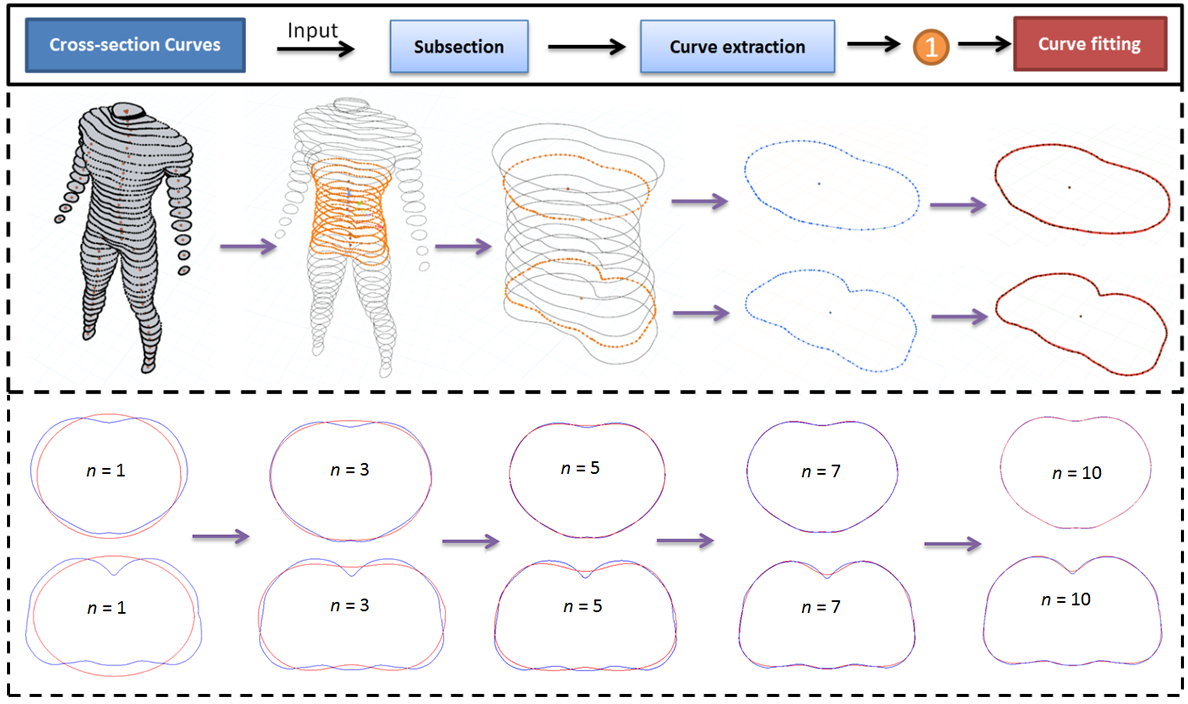 Cross-section Curves
Input
Subsection
Curve extraction
1
Curve fitting
n = 1
n = 3
n = 5
n = 7
n = 10
n = 1
n = 3
n = 5
n = 7
n = 10